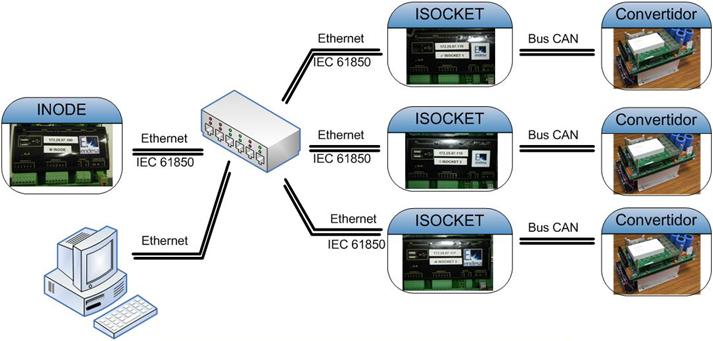 ISOCKET
Convertidor
Ethernet
IEC 61850
Bus CAN
INODE
Ethernet
IEC 61850
ISOCKET
Convertidor
Ethernet
IEC 61850
Bus CAN
ISOCKET
Convertidor
Ethernet
IEC 61850
Bus CAN
Ethernet